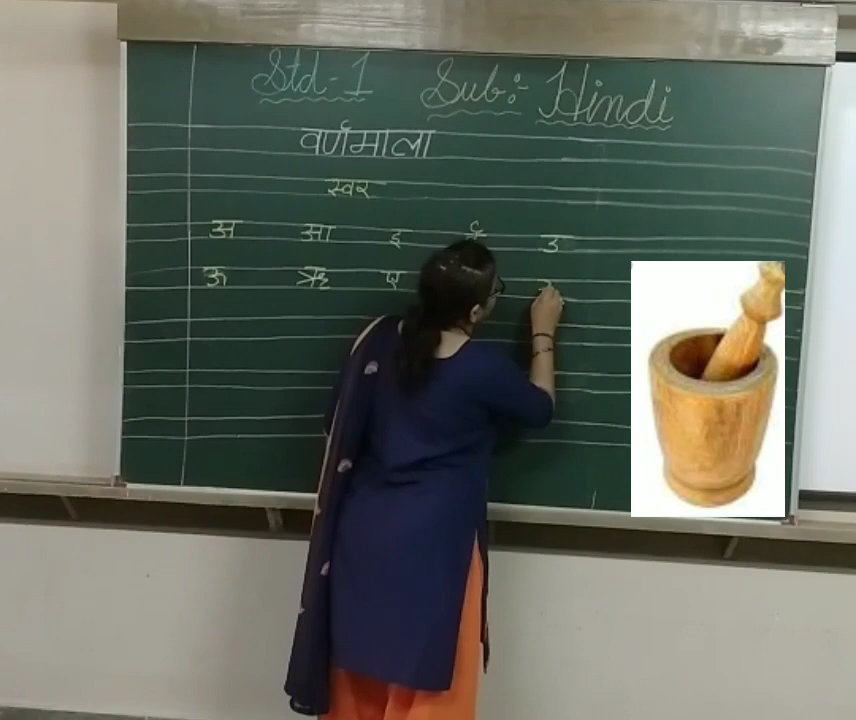 Std-1 Sub:- Hindi
वर्णमाला
स्वर
अ आ इ ई उ
ऊ ऋ ए